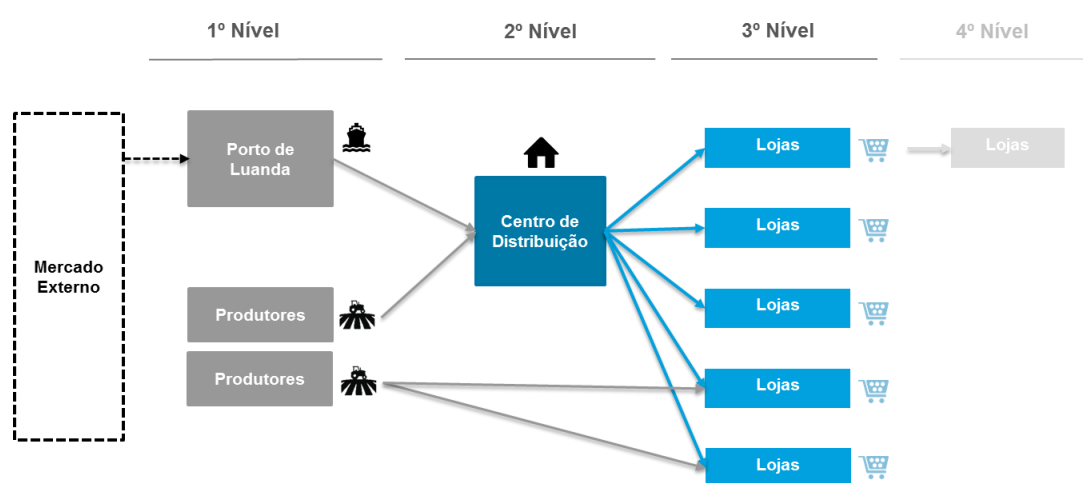 1º Nível
2º Nível
3º Nível
4º Nível
Mercado
Externo
Porto de
Luanda
Produtores
Produtores
Centro de
Distribuição
Lojas
Lojas
Lojas
Lojas
Lojas
Lojas